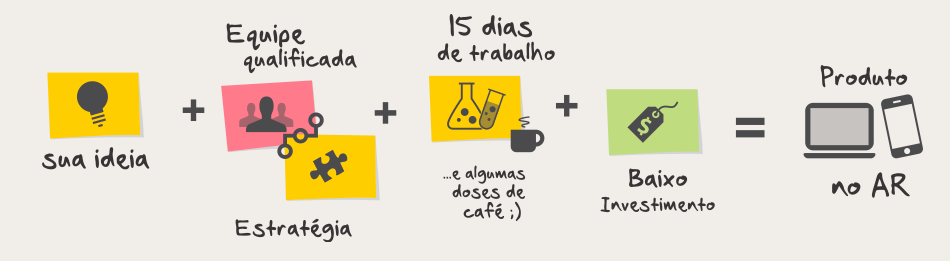 sua ideia
+
Equipe
qualificada
Estratégia
+
15 dias
de trabalho
...e algumas
doses de
café ;)
+
$
Baixo
Investimento
=
Produto
no AR